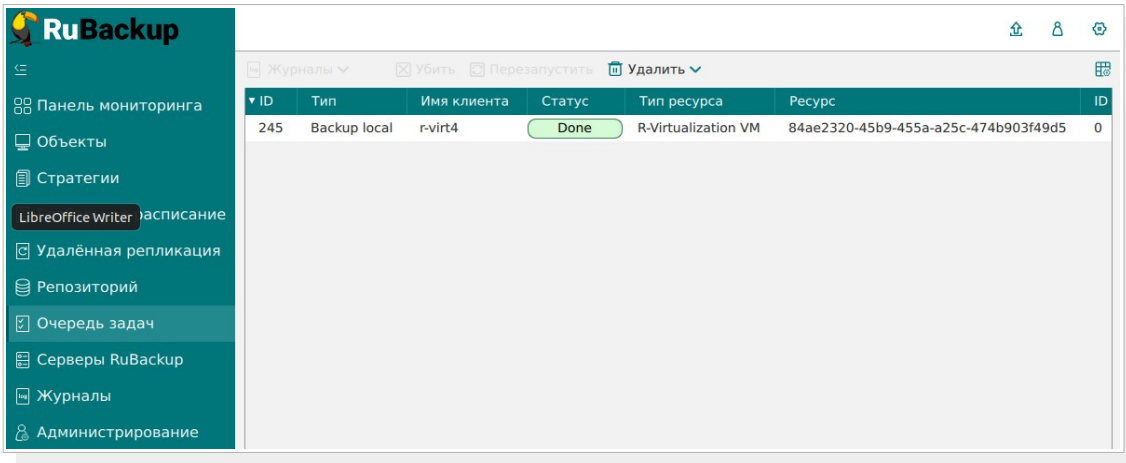 RuBackup
Журналы Убить Перезапустить Удалить
ID Тип Имя клиента Статус Тип ресурса Ресурс ID
245 Backup local r-virt4 Done R-Virtualization VM 84ae2320-45b9-455a-a25c-474b903f49d5 0
Панель мониторинга
Объекты
Стратегии
LibreOffice Writer расписание
Удалённая репликация
Репозиторий
Очередь задач
Серверы RuBackup
Журналы
Администрирование